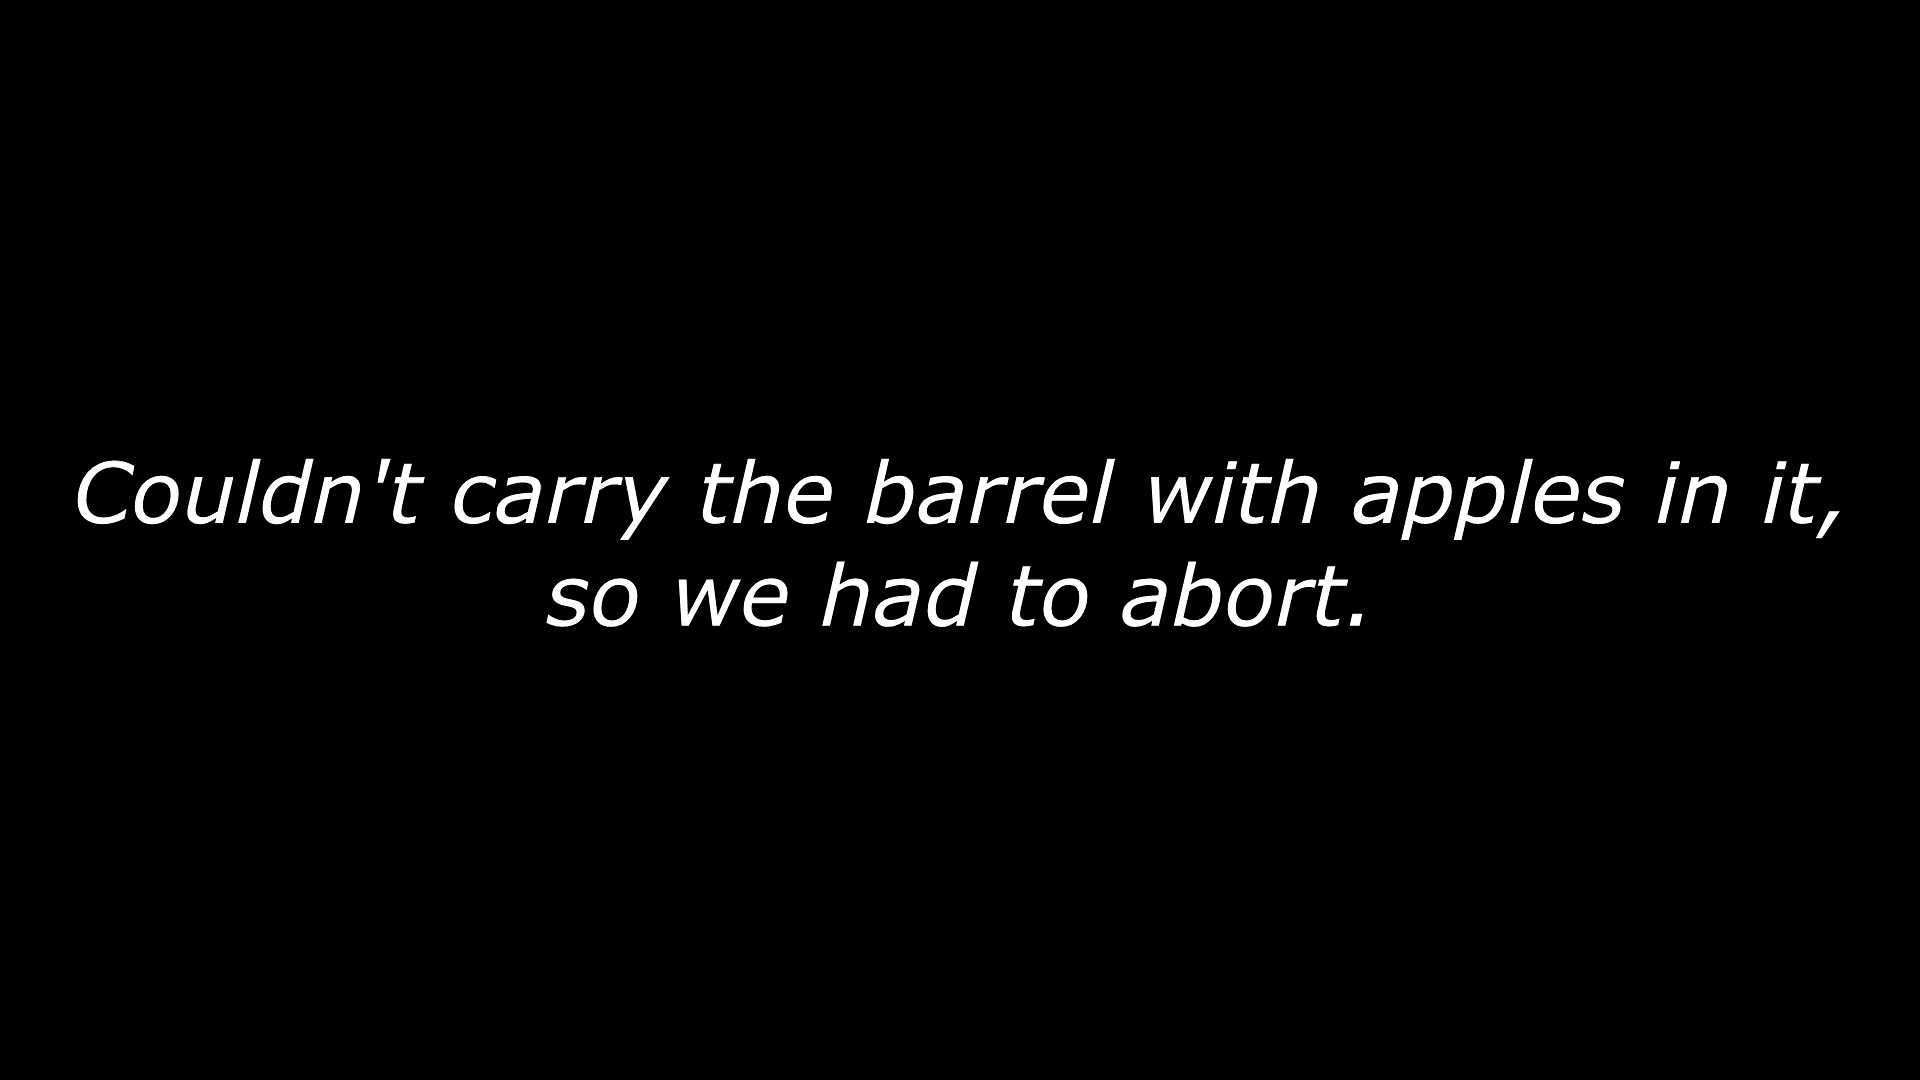 Couldn't carry the barrel with apples in it,
so we had to abort.